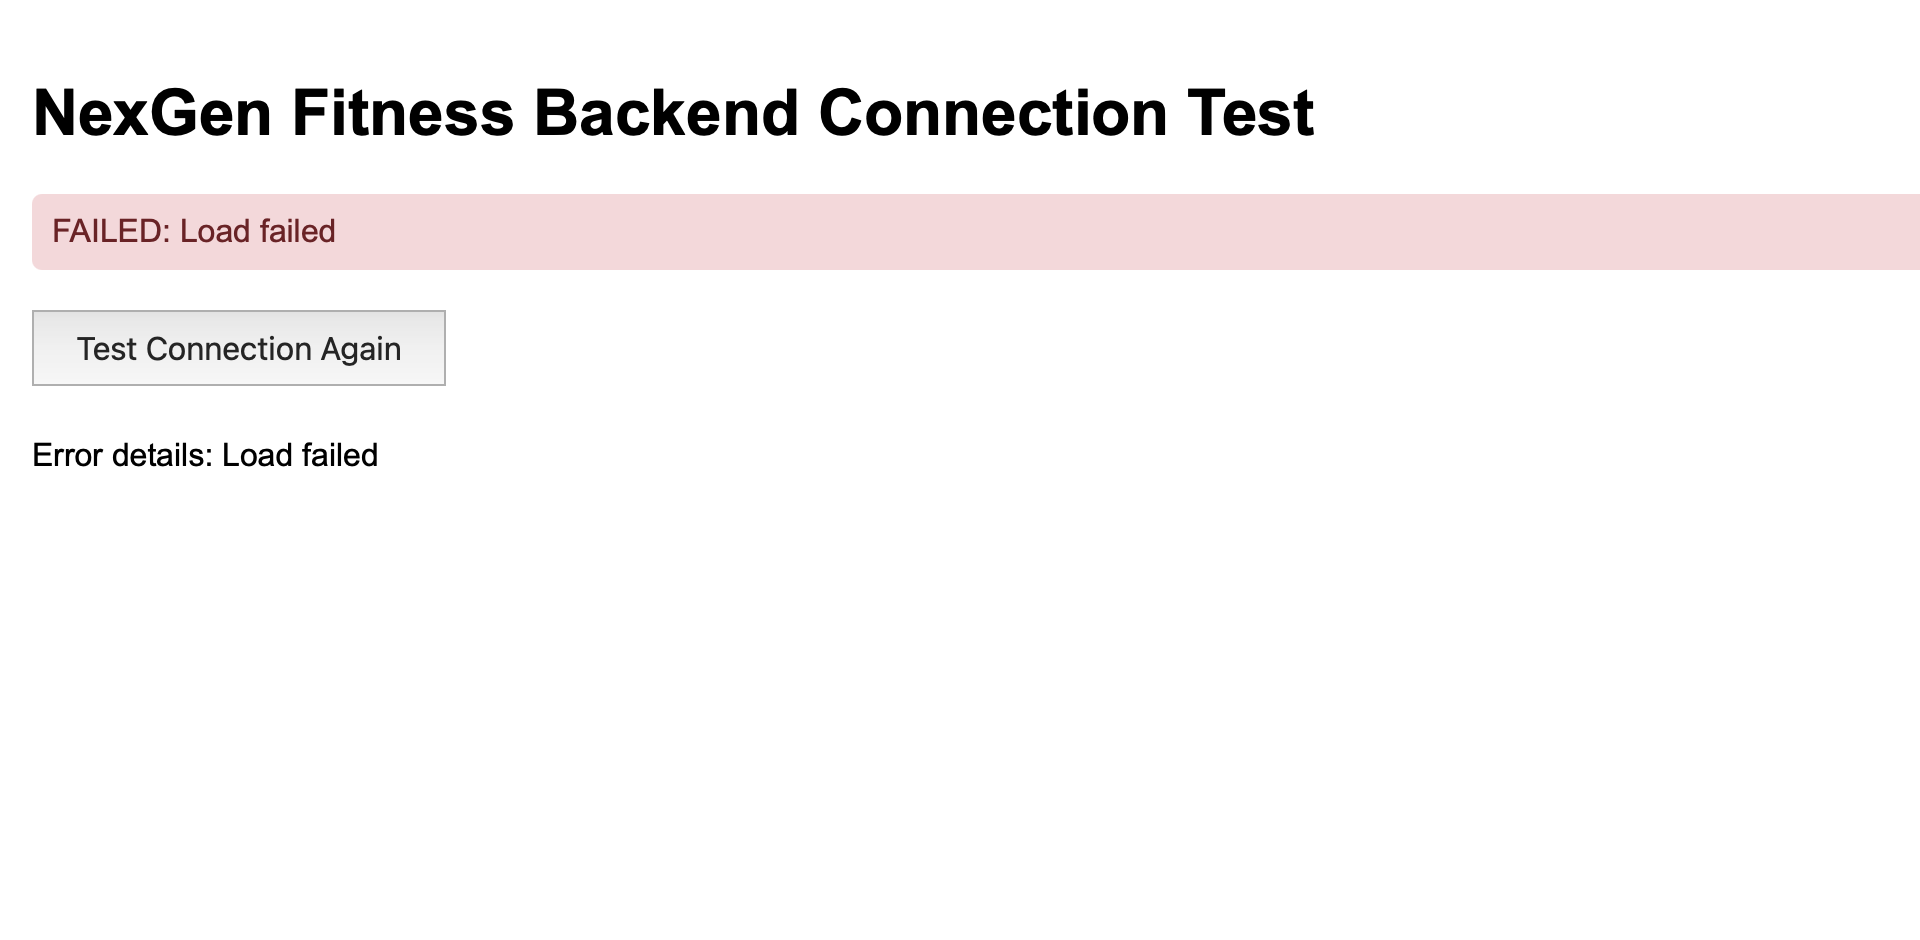 NexGen Fitness Backend Connection Test
FAILED: Load failed
Test Connection Again
Error details: Load failed